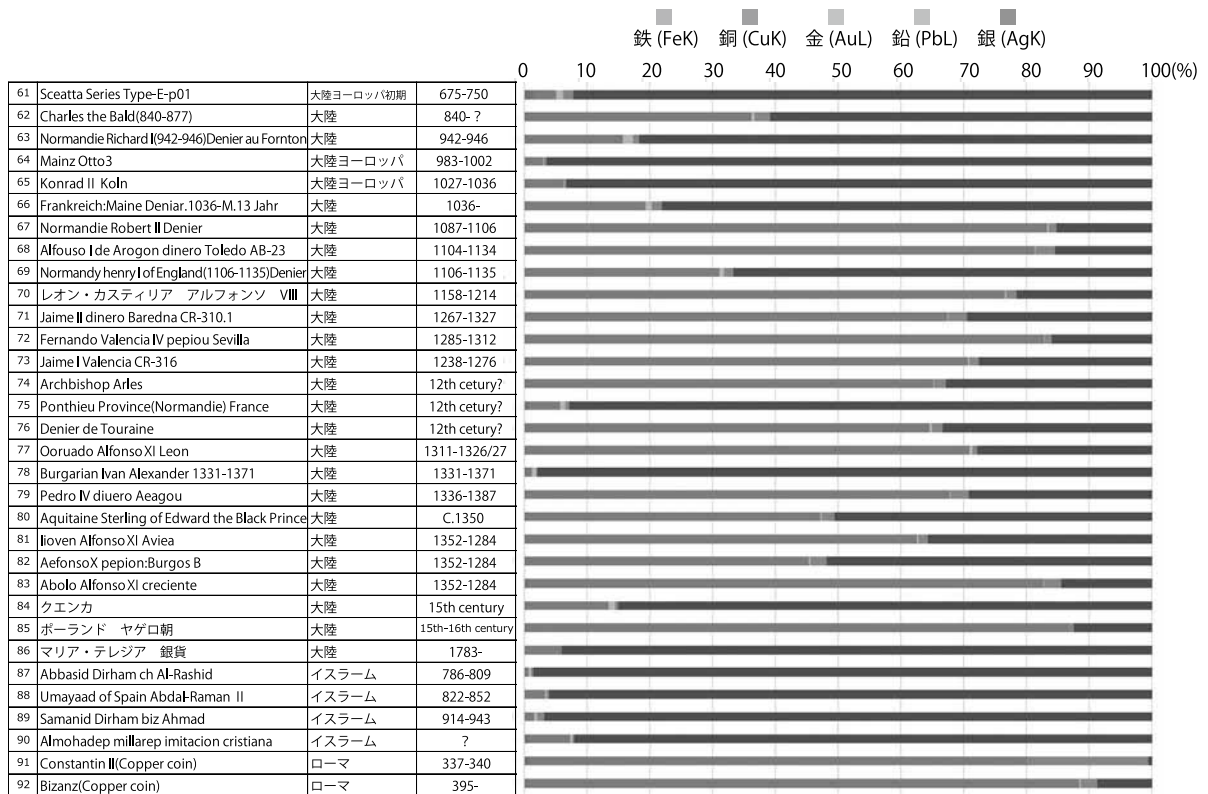 鉄 (FeK) 銅 (CuK) 金 (AuL) 鉛 (PbL) 銀 (AgK)
0 10 20 30 40 50 60 70 80 90 100(%)
61 Sceatta Series Type-E-p01 大陸ヨーロッパ初期 675-750
62 Charles the Bald(840-877) 大陸 840- ?
63 Normandie Richard I(942-946)Denier au Fornton 大陸 942-946
64 Mainz Otto3 大陸ヨーロッパ 983-1002
65 Konrad II Koln 大陸ヨーロッパ 1027-1036
66 Frankreich:Maine Deniar.1036-M.13 Jahr 大陸 1036-
67 Normandie Robert II Denier 大陸 1087-1106
68 Alfouso I de Arogon dinero Toledo AB-23 大陸 1104-1134
69 Normandy henry I of England(1106-1135)Denier 大陸 1106-1135
70 レオン・カスティリア アルフォンソ VIII 大陸 1158-1214
71 Jaime II dinero Baredna CR-310.1 大陸 1267-1327
72 Fernando Valencia IV pepiou Sevilla 大陸 1285-1312
73 Jaime I Valencia CR-316 大陸 1238-1276
74 Archbishop Arles 大陸 12th cetury?
75 Ponthieu Province(Normandie) France 大陸 12th cetury?
76 Denier de Touraine 大陸 12th cetury?
77 Ooruado Alfonso XI Leon 大陸 1311-1326/27
78 Burgarian Ivan Alexander 1331-1371 大陸 1331-1371
79 Pedro IV diuero Aeagou 大陸 1336-1387
80 Aquitaine Sterling of Edward the Black Prince 大陸 C.1350
81 lioven Alfonso XI Aviea 大陸 1352-1284
82 AefonsoX pepion:Burgos B 大陸 1352-1284
83 Abolo Alfonso XI creciente 大陸 1352-1284
84 クエンカ 大陸 15th century
85 ポーランド ヤゲロ朝 大陸 15th-16th century
86 マリア・テレジア 銀貨 大陸 1783-
87 Abbasid Dirham ch Al-Rashid イスラーム 786-809
88 Umayaad of Spain Abdal-Raman II イスラーム 822-852
89 Samanid Dirham biz Ahmad イスラーム 914-943
90 Almohadep millarep imitacion cristiana イスラーム ?
91 Constantin II(Copper coin) ローマ 337-340
92 Bizanz(Copper coin) ローマ 395-